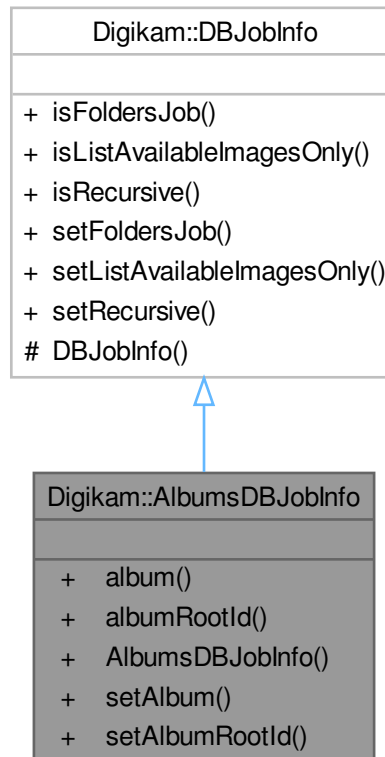 Digikam::DBJobInfo
+ isFoldersJob()
+ isListAvailableImagesOnly()
+ isRecursive()
+ setFoldersJob()
+ setListAvailableImagesOnly()
+ setRecursive()
# DBJobInfo()
Digikam::AlbumsDBJobInfo
+ album()
+ albumRootId()
+ AlbumsDBJobInfo()
+ setAlbum()
+ setAlbumRootId()